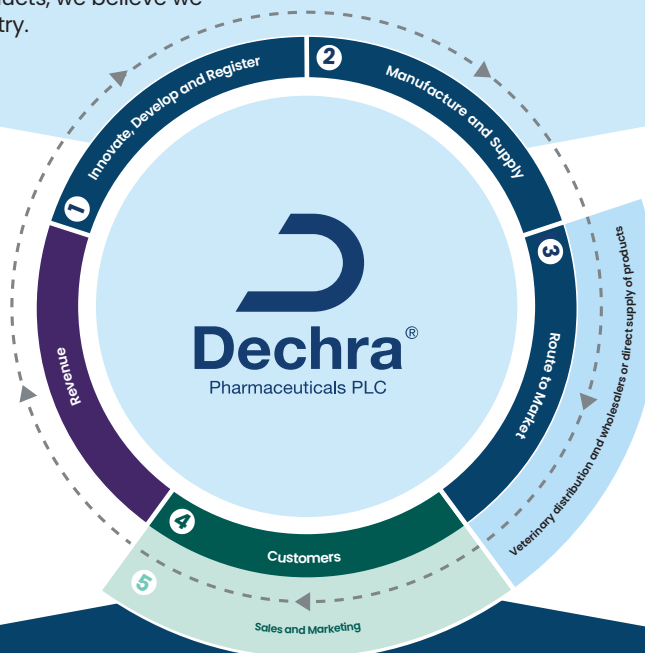 ducts, we believe we
try.
1 Innovate, Develop and Register
2 Manufacture and Supply
3 Route to Market
Veterinary distribution and wholesalers or direct supply of products
4 Customers
5 Sales and Marketing
Revenue
Dechra®
Pharmaceuticals PLC